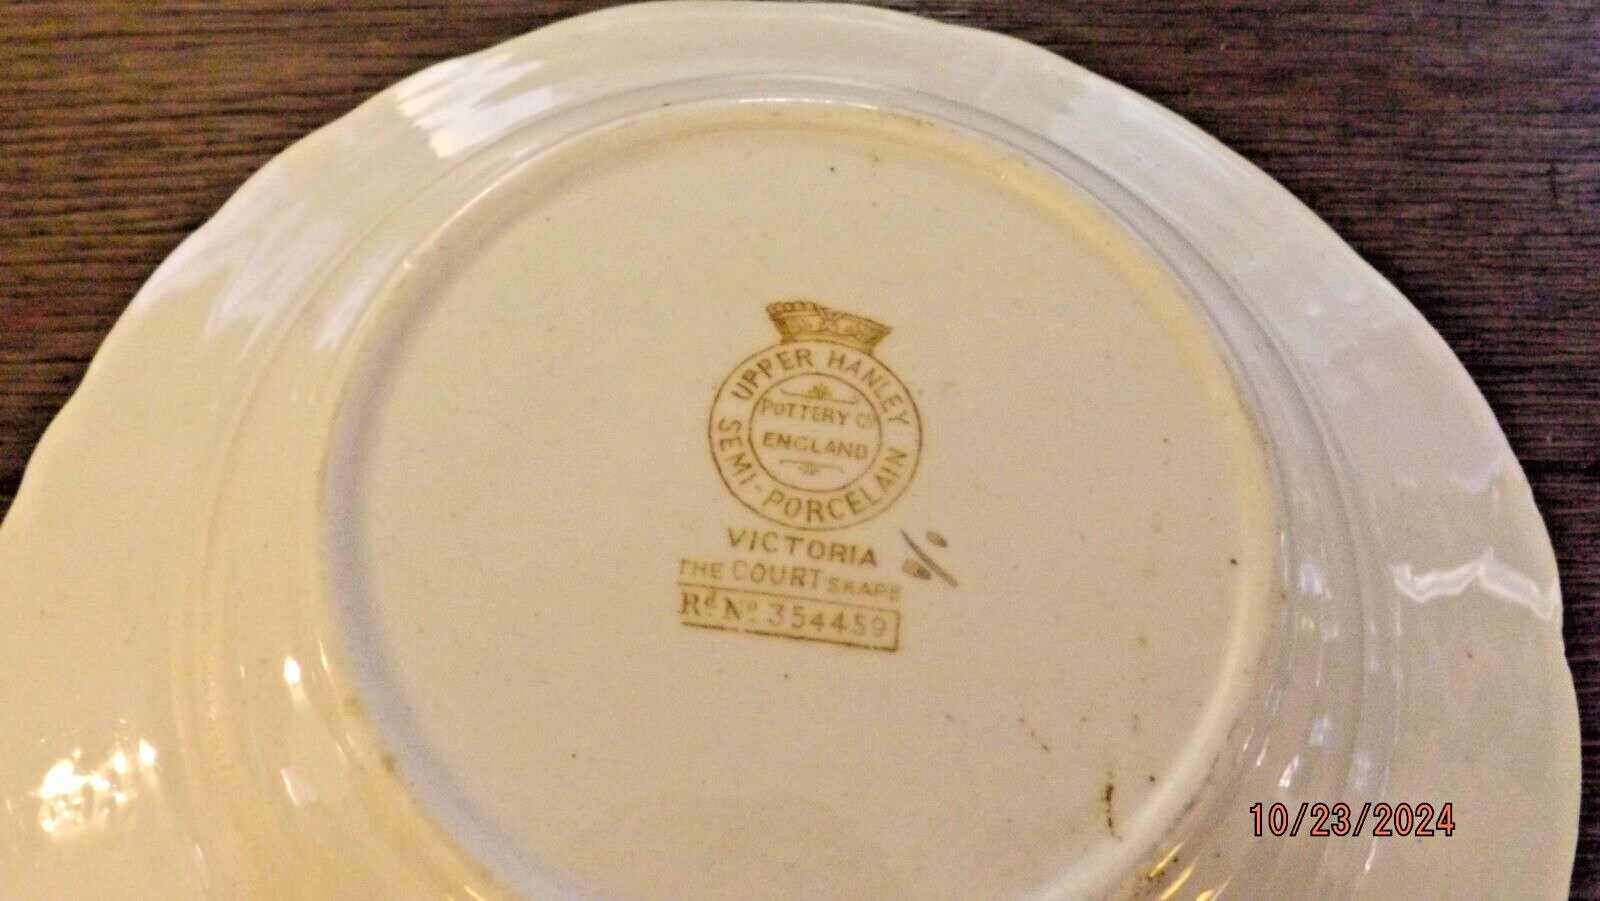 UPPER HANLEY
POTTERY Co
ENGLAND
SEMI-PORCELAIN
VICTORIA
THE COURT SHAPE
Rd No 354459
10/23/2024